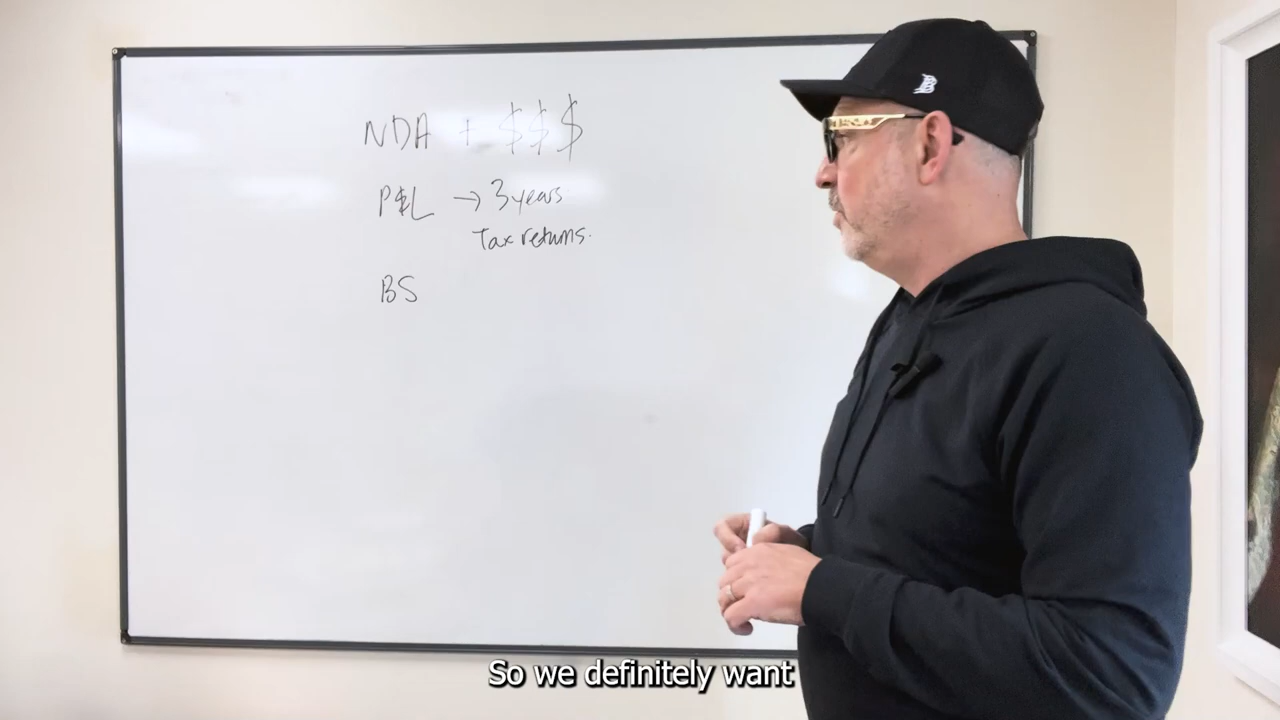 NDA + $$$
P&L → 3 years
Tax returns.
BS
B
So we definitely want